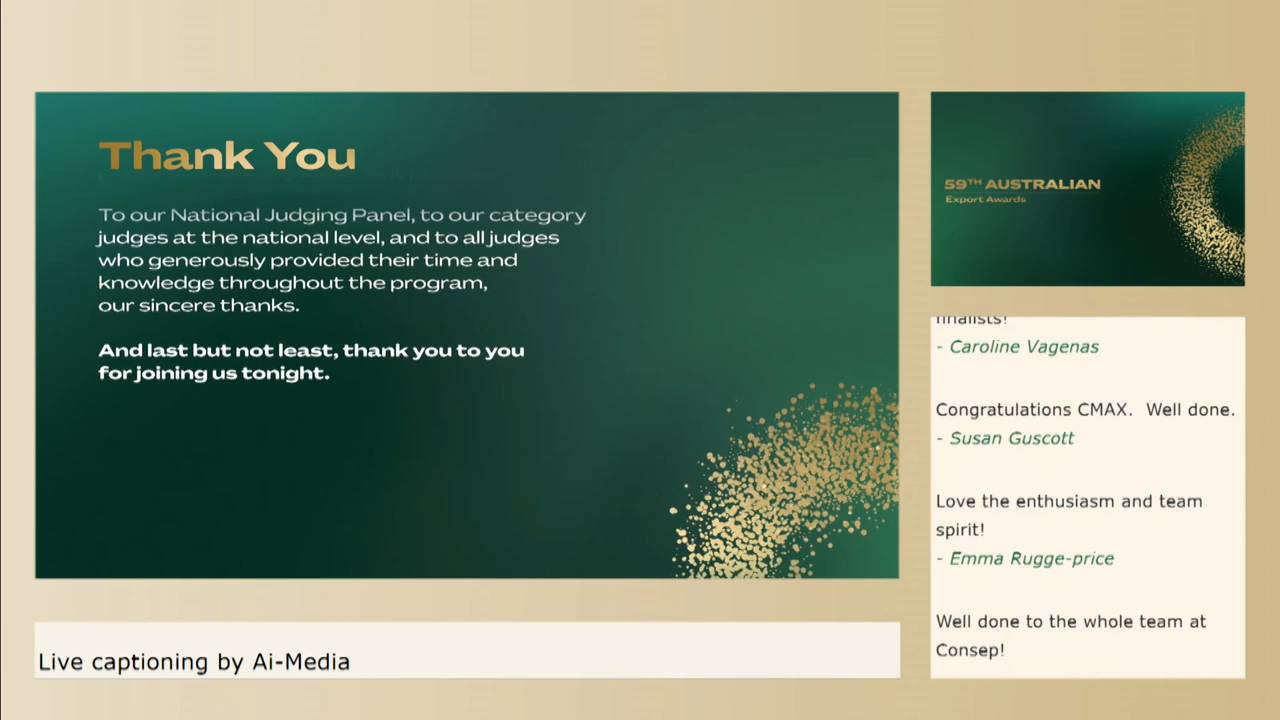 Thank You
To our National Judging Panel, to our category
judges at the national level, and to all judges
who generously provided their time and
knowledge throughout the program,
our sincere thanks.
And last but not least, thank you to you
for joining us tonight.
Live captioning by Ai-Media
59TH AUSTRALIAN
Export Awards
finalists!
- Caroline Vagenas
Congratulations CMAX.  Well done.
- Susan Guscott
Love the enthusiasm and team
spirit!
- Emma Rugge-price
Well done to the whole team at
Consep!